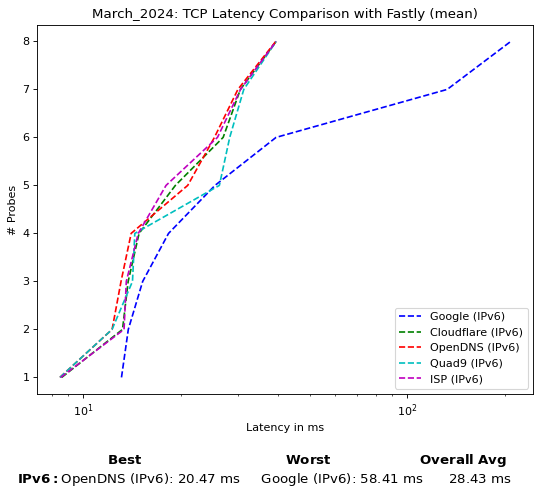 March_2024: TCP Latency Comparison with Fastly (mean)
8
7
6
5
4
3
2
1
# Probes
10¹
10²
Latency in ms
Google (IPv6)
Cloudflare (IPv6)
OpenDNS (IPv6)
Quad9 (IPv6)
ISP (IPv6)
Best Worst Overall Avg
IPv6: OpenDNS (IPv6): 20.47 ms Google (IPv6): 58.41 ms 28.43 ms